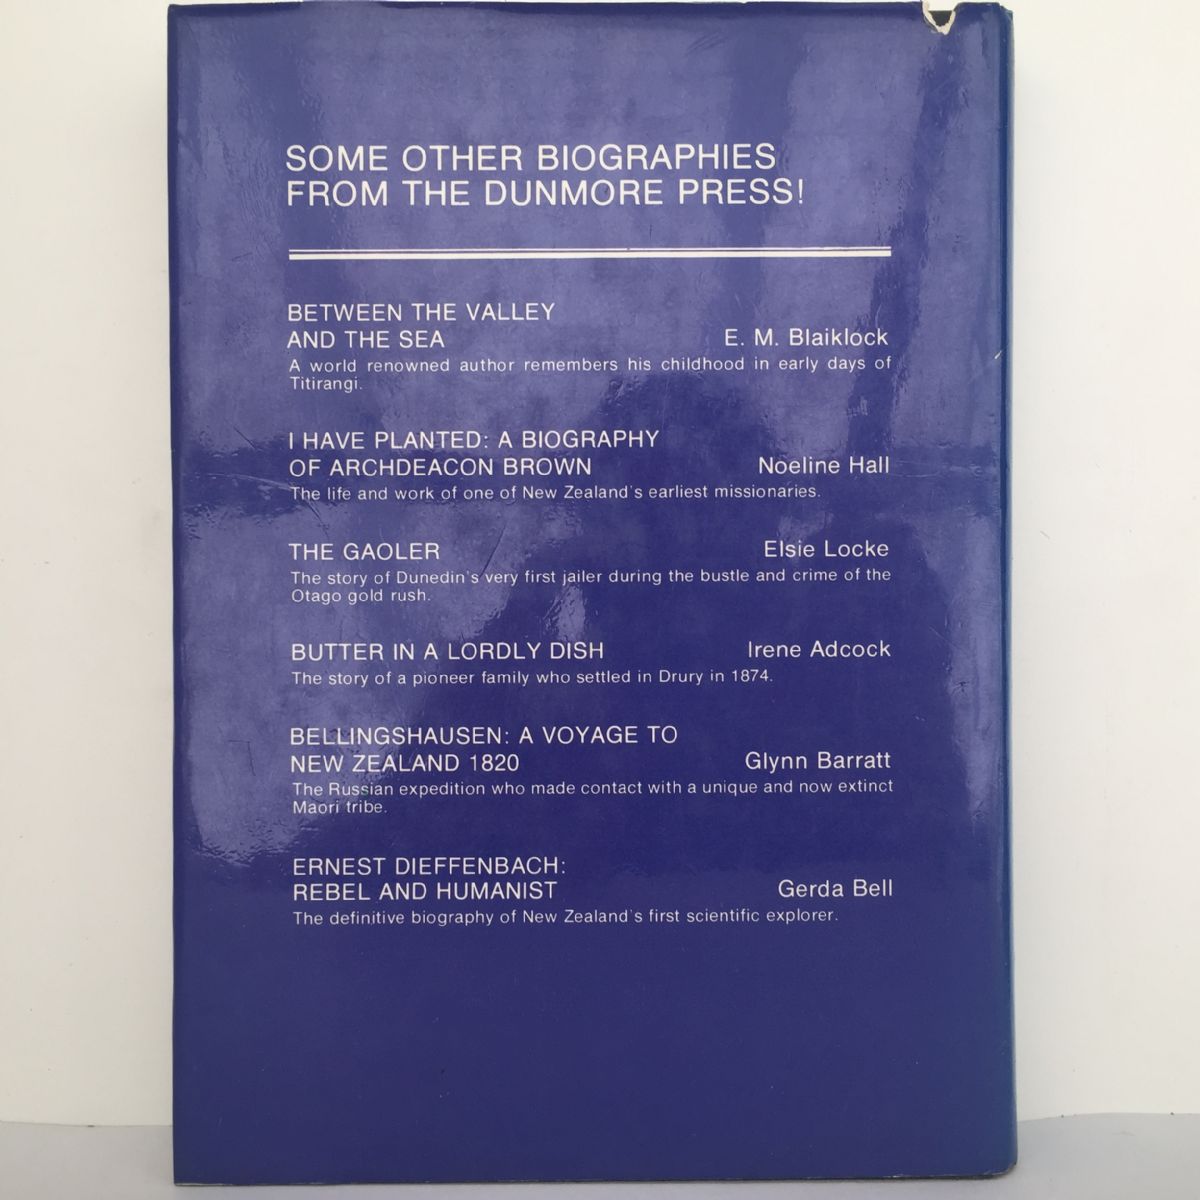 SOME OTHER BIOGRAPHIES
FROM THE DUNMORE PRESS!
BETWEEN THE VALLEY
AND THE SEA E. M. Blaiklock
A world renowned author remembers his childhood in early days of
Titirangi.
I HAVE PLANTED: A BIOGRAPHY
OF ARCHDEACON BROWN Noeline Hall
The life and work of one of New Zealand's earliest missionaries.
THE GAOLER Elsie Locke
The story of Dunedin's very first jailer during the bustle and crime of the
Otago gold rush.
BUTTER IN A LORDLY DISH Irene Adcock
The story of a pioneer family who settled in Drury in 1874.
BELLINGSHAUSEN: A VOYAGE TO
NEW ZEALAND 1820 Glynn Barratt
The Russian expedition who made contact with a unique and now extinct
Maori tribe.
ERNEST DIEFFENBACH:
REBEL AND HUMANIST Gerda Bell
The definitive biography of New Zealand's first scientific explorer.